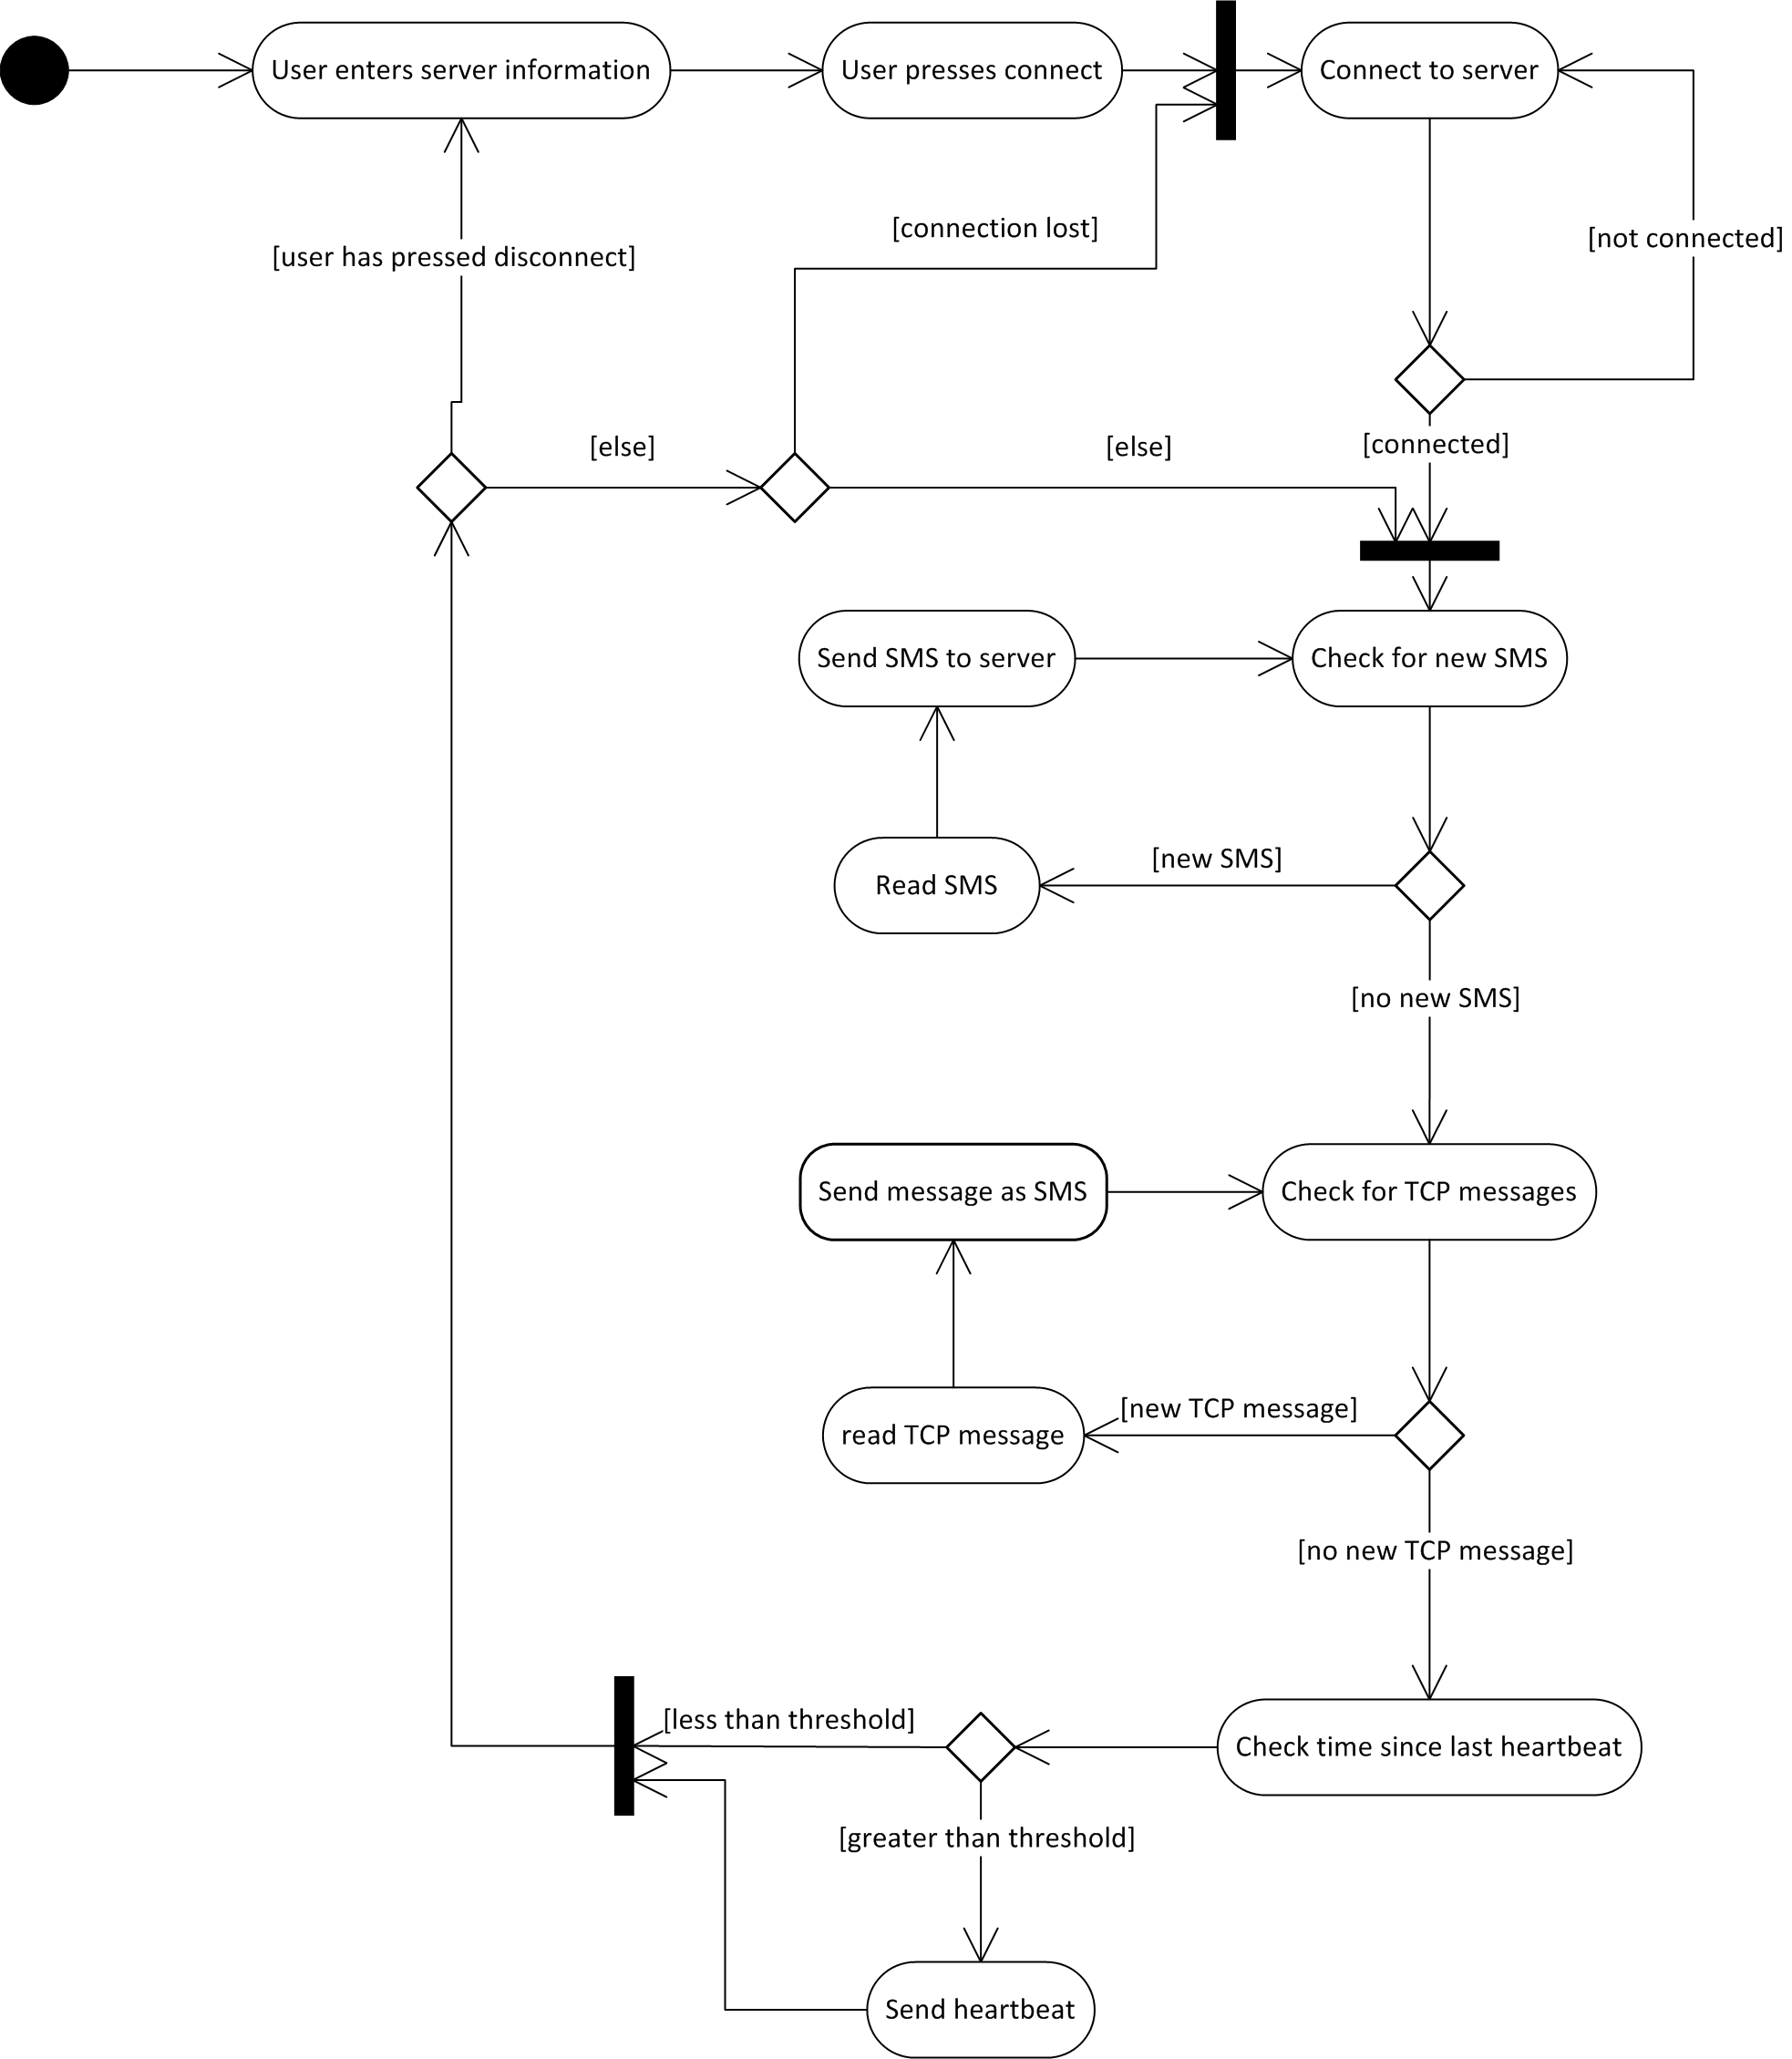 User enters server information
User presses connect
Connect to server
[connection lost]
[not connected]
[user has pressed disconnect]
[else]
[else]
[connected]
Send SMS to server
Check for new SMS
[new SMS]
Read SMS
[no new SMS]
Send message as SMS
Check for TCP messages
[new TCP message]
read TCP message
[no new TCP message]
[less than threshold]
Check time since last heartbeat
[greater than threshold]
Send heartbeat